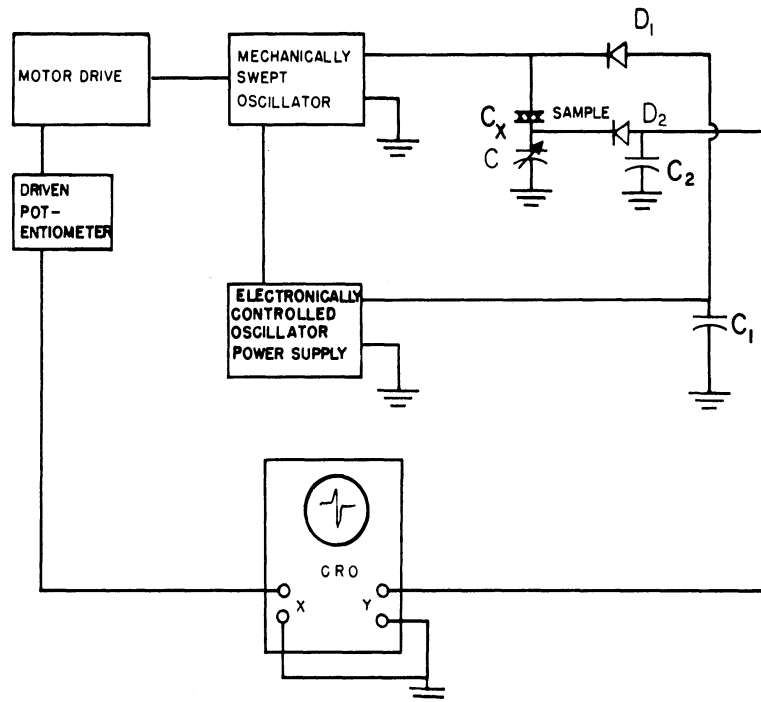 MOTOR DRIVE
MECHANICALLY
SWEPT
OSCILLATOR
D1
CX
SAMPLE
D2
C
C2
DRIVEN
POT-
ENTIOMETER
ELECTRONICALLY
CONTROLLED
OSCILLATOR
POWER SUPPLY
C1
CRO
X
Y